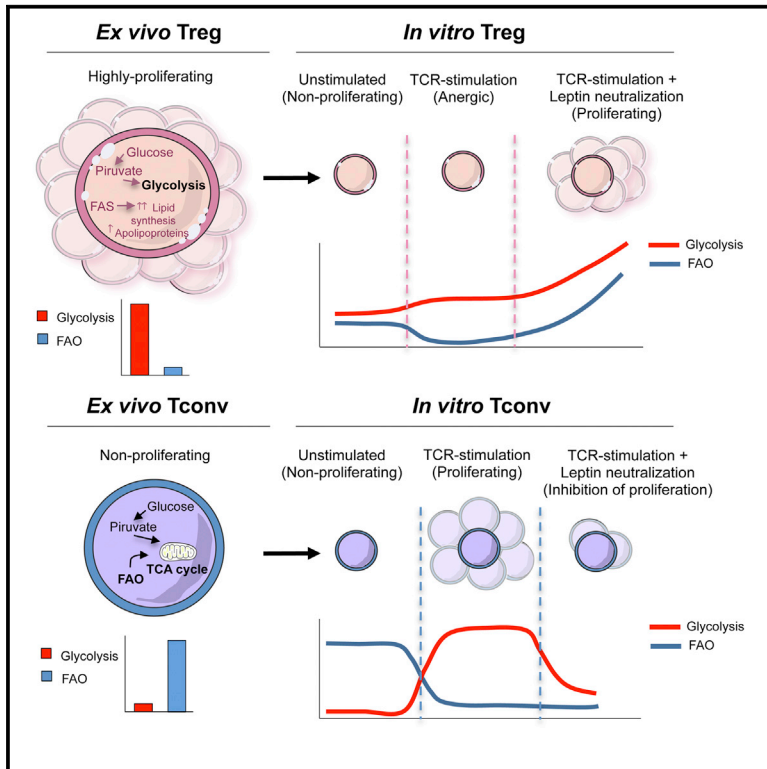 Ex vivo Treg
In vitro Treg
Highly-proliferating
Unstimulated
(Non-proliferating)
TCR-stimulation
(Anergic)
TCR-stimulation +
Leptin neutralization
(Proliferating)
Glucose
Piruvate
Glycolysis
FAS
↑↑ Lipid
synthesis
↑ Apolipoproteins
Glycolysis
FAO
Glycolysis
FAO
Ex vivo Tconv
In vitro Tconv
Non-proliferating
Unstimulated
(Non-proliferating)
TCR-stimulation
(Proliferating)
TCR-stimulation +
Leptin neutralization
(Inhibition of proliferation)
Glucose
Piruvate
FAO
TCA cycle
Glycolysis
FAO
Glycolysis
FAO